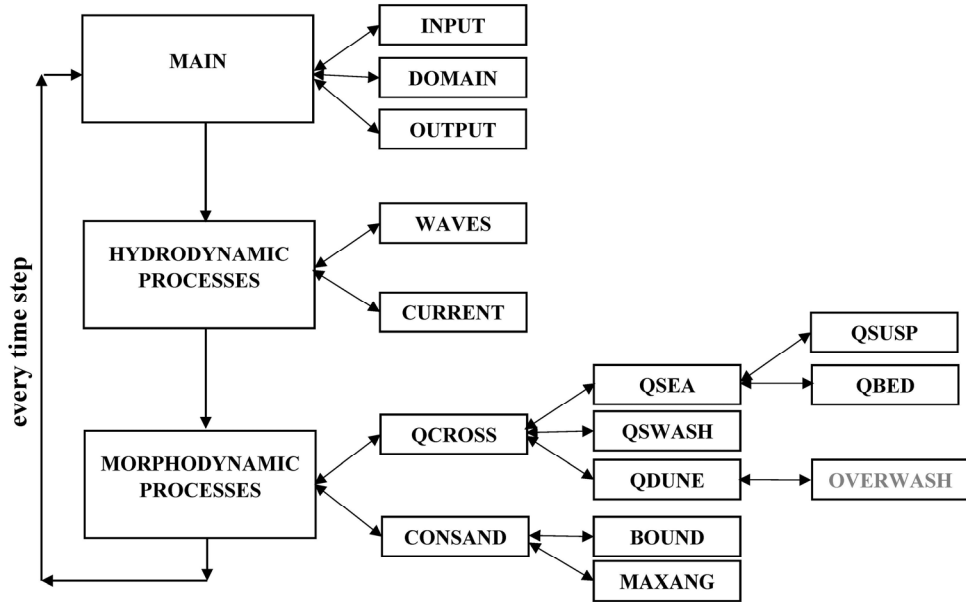 MAIN
INPUT
DOMAIN
OUTPUT
HYDRODYNAMIC
PROCESSES
WAVES
CURRENT
every time step
MORPHODYNAMIC
PROCESSES
QCROSS
QSEA
QSUSP
QBED
QSWASH
QDUNE
OVERWASH
CONSAND
BOUND
MAXANG